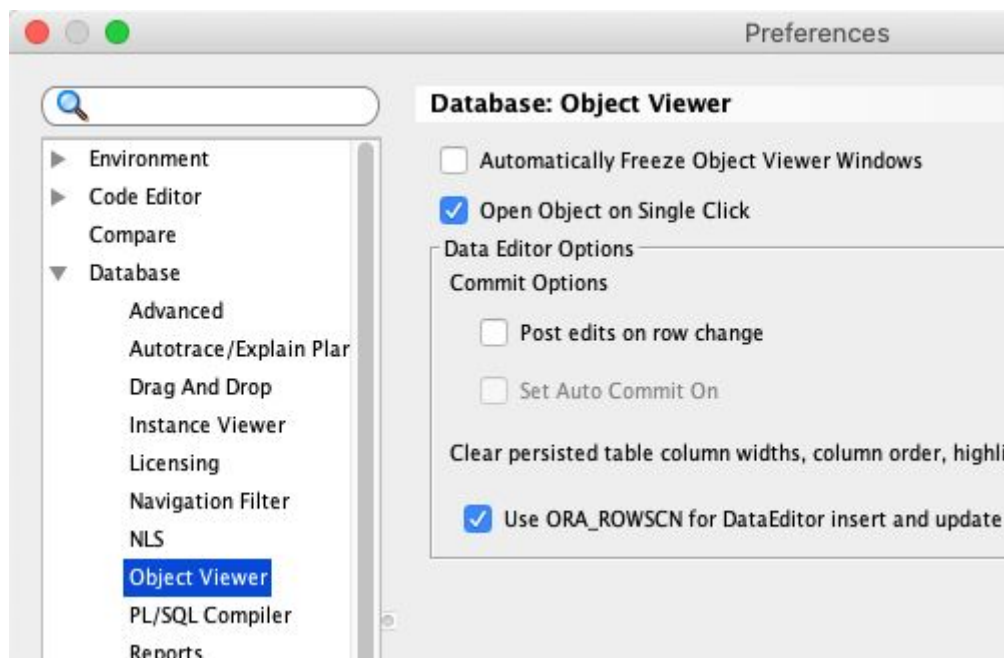 Preferences
Database: Object Viewer
Environment
Code Editor
Compare
Database
Advanced
Autotrace/Explain Plar
Drag And Drop
Instance Viewer
Licensing
Navigation Filter
NLS
Object Viewer
PL/SQL Compiler
Reports
Automatically Freeze Object Viewer Windows
Open Object on Single Click
Data Editor Options
Commit Options
Post edits on row change
Set Auto Commit On
Clear persisted table column widths, column order, highli
Use ORA_ROWSCN for DataEditor insert and update